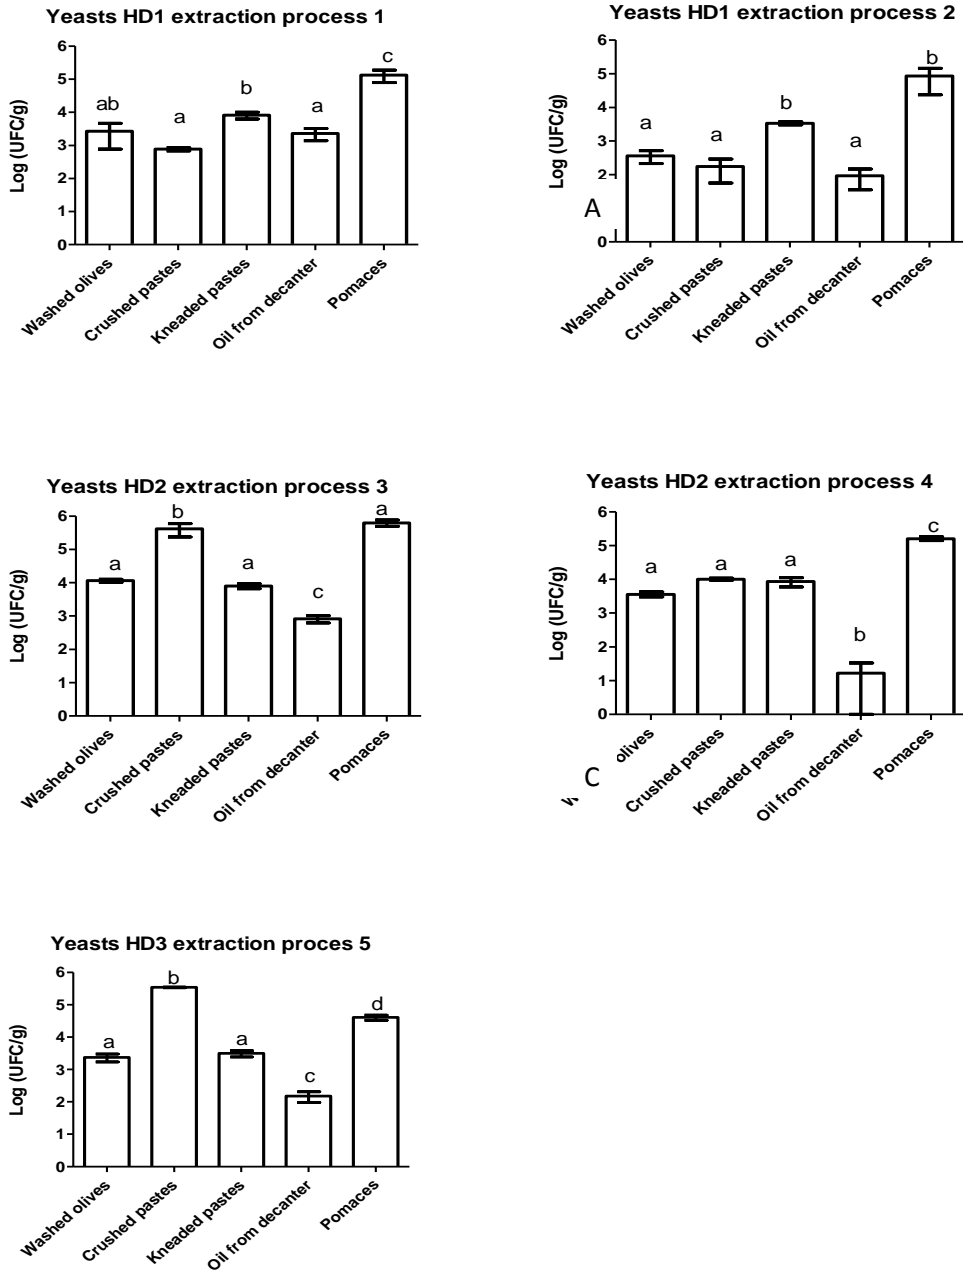 Yeasts HD1 extraction process 1
Log (UFC/g)
6
5
4
3
2
1
0
ab
a
b
a
c
Washed olives
Crushed pastes
Kneaded pastes
Oil from decanter
Pomaces
Yeasts HD1 extraction process 2
Log (UFC/g)
6
5
3
2
0
A
a
a
b
a
b
Washed olives
Crushed pastes
Kneaded pastes
Oil from decanter
Pomaces
Yeasts HD2 extraction process 3
Log (UFC/g)
6
5
4
3
2
1
0
a
b
a
c
a
Washed olives
Crushed pastes
Kneaded pastes
Oil from decanter
Pomaces
Yeasts HD2 extraction process 4
Log (UFC/g)
6
5
4
3
2
1
0
a
a
a
b
c
C
olives
Crushed pastes
Kneaded pastes
Oil from decanter
Pomaces
Yeasts HD3 extraction proces 5
Log (UFC/g)
6
5
4
3
2
1
0
a
b
a
c
d
Washed olives
Crushed pastes
Kneaded pastes
Oil from decanter
Pomaces